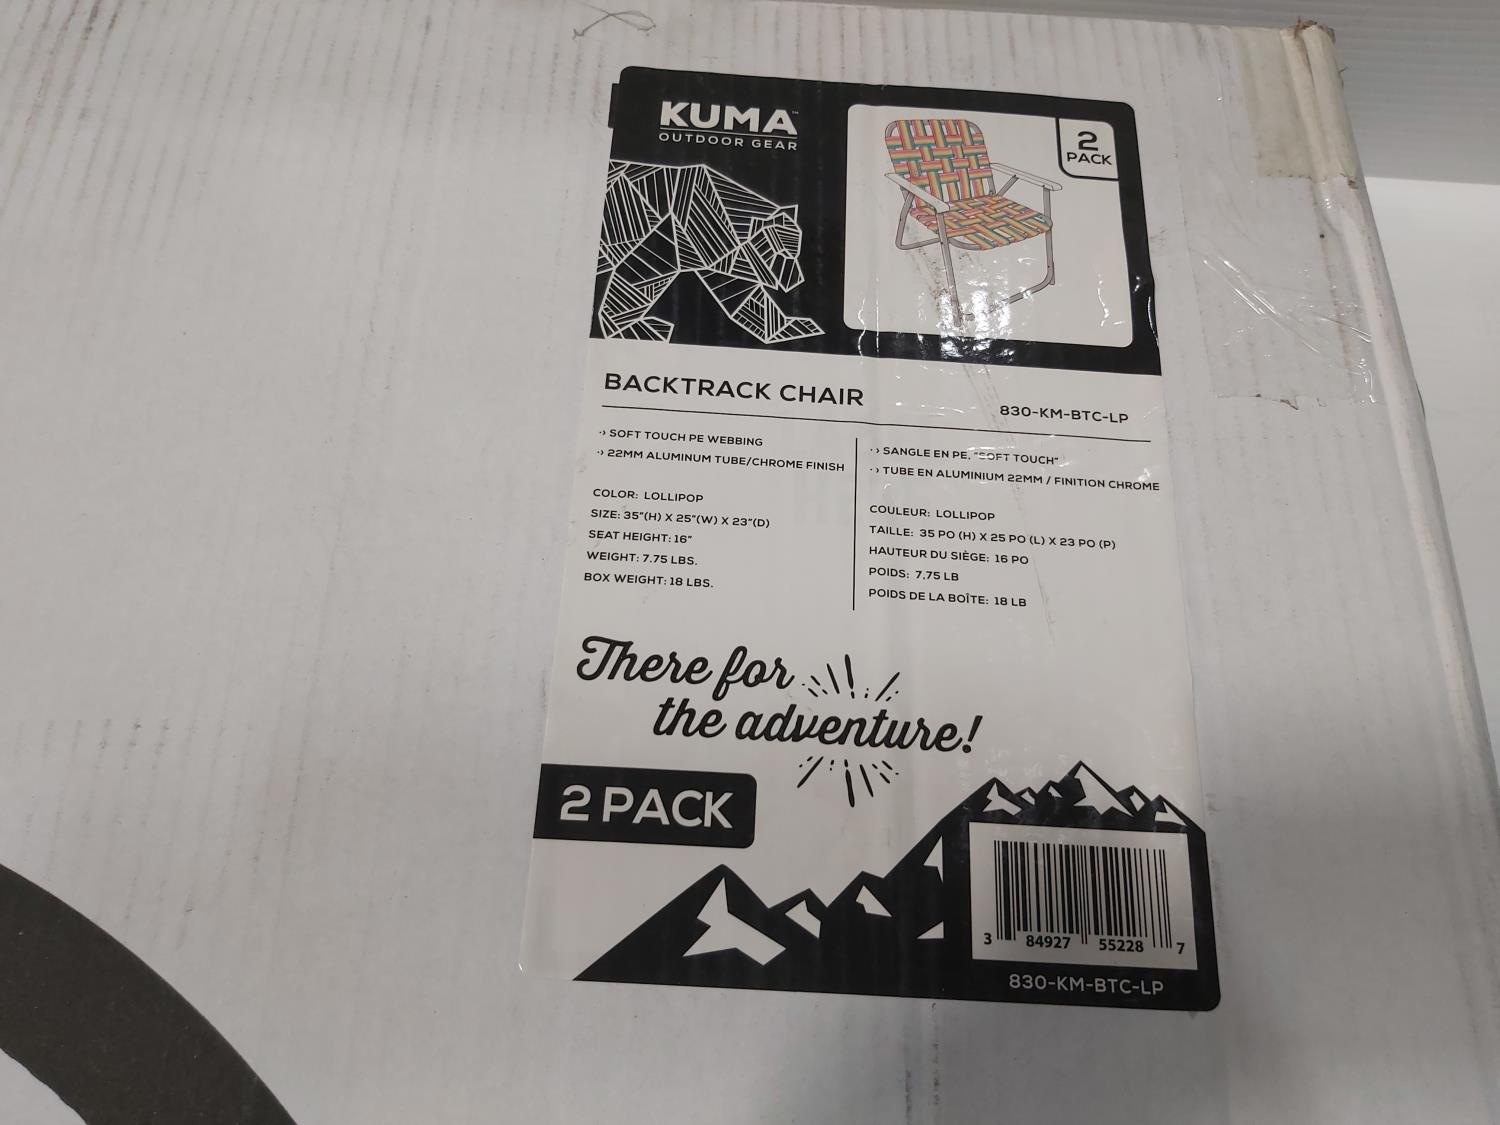 KUMA™
OUTDOOR GEAR
2
PACK
BACKTRACK CHAIR
830-KM-BTC-LP
·› SOFT TOUCH PE WEBBING
·› 22MM ALUMINUM TUBE/CHROME FINISH
COLOR: LOLLIPOP
SIZE: 35"(H) X 25"(W) X 23"(D)
SEAT HEIGHT: 16"
WEIGHT: 7.75 LBS.
BOX WEIGHT: 18 LBS.
·› SANGLE EN PE, "SOFT TOUCH"
·› TUBE EN ALUMINIUM 22MM / FINITION CHROME
COULEUR: LOLLIPOP
TAILLE: 35 PO (H) X 25 PO (L) X 23 PO (P)
HAUTEUR DU SIÈGE: 16 PO
POIDS: 7,75 LB
POIDS DE LA BOÎTE: 18 LB
There for
the adventure!
2 PACK
3 84927 55228 7
830-KM-BTC-LP